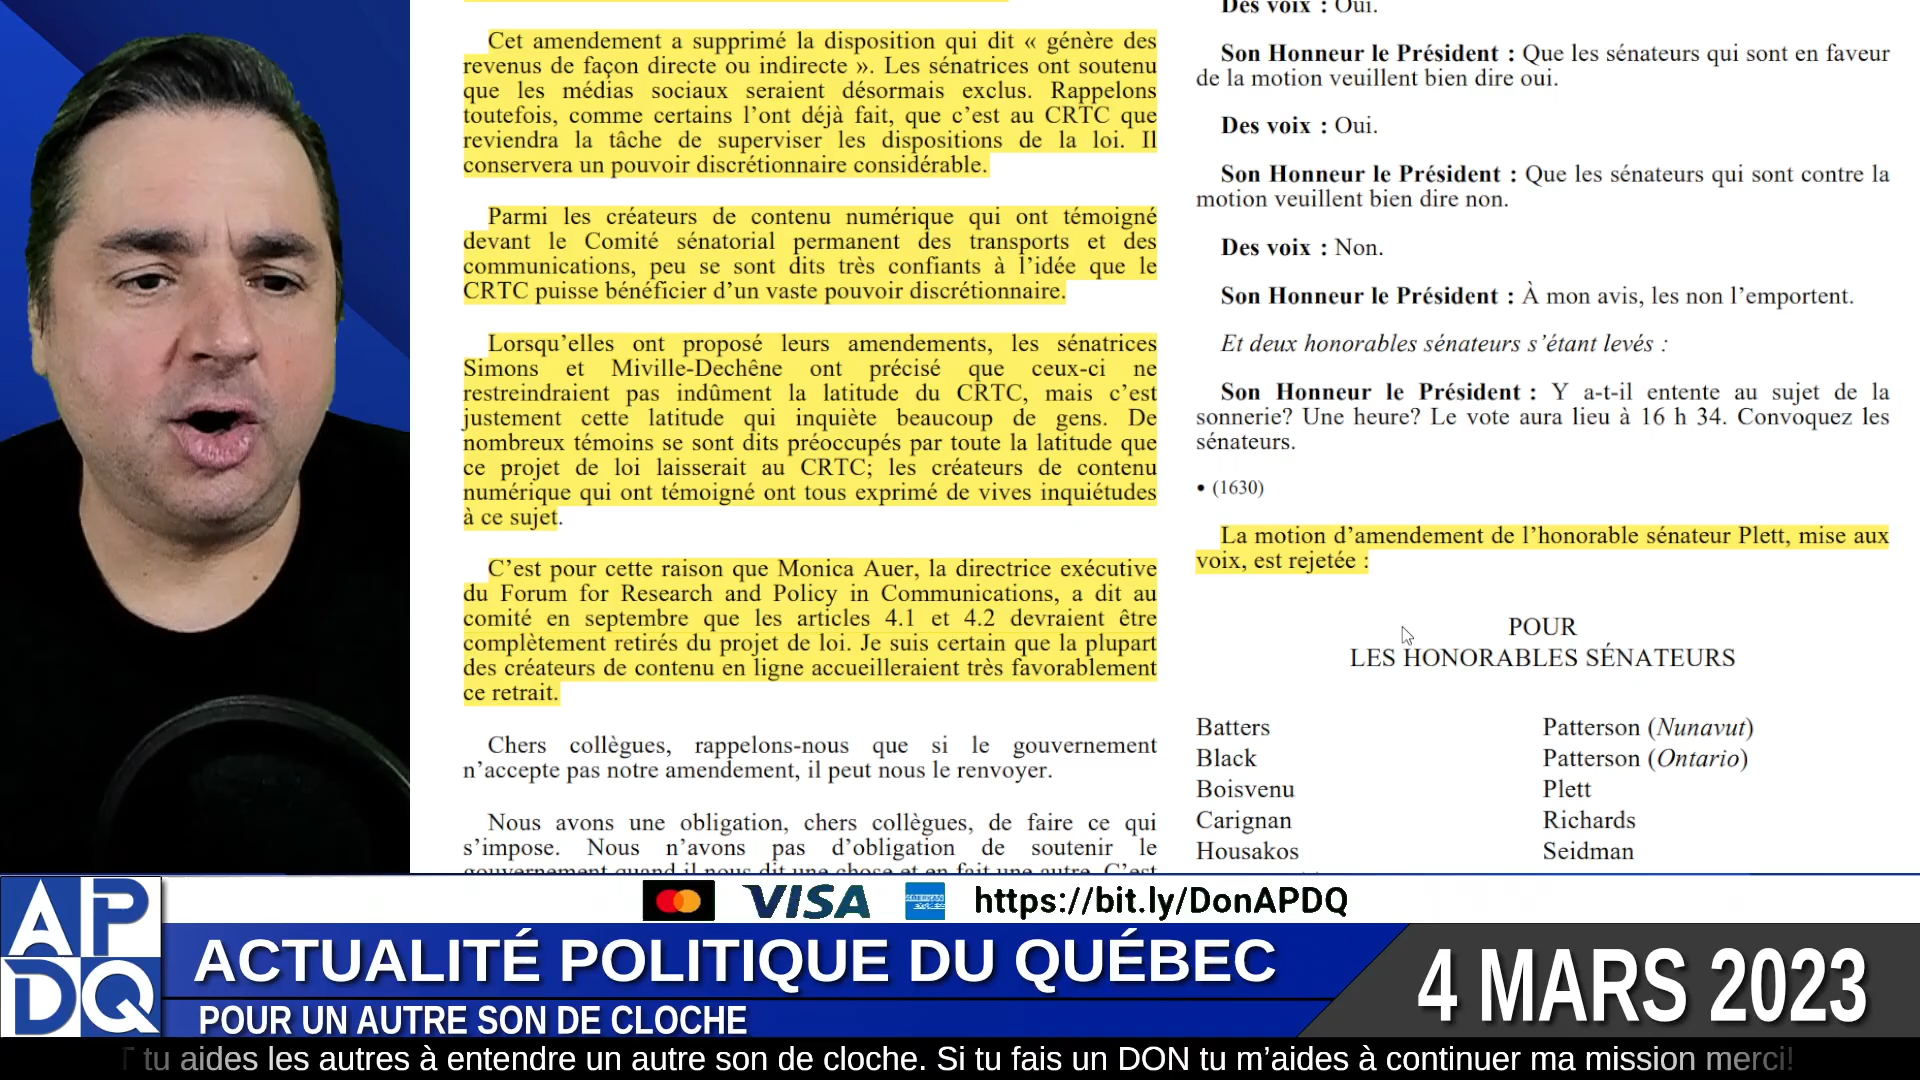 Cet amendement a supprimé la disposition qui dit « génère des
revenus de façon directe ou indirecte ». Les sénatrices ont soutenu
que les médias sociaux seraient désormais exclus. Rappelons
toutefois, comme certains l’ont déjà fait, que c’est au CRTC que
reviendra la tâche de superviser les dispositions de la loi. Il
conservera un pouvoir discrétionnaire considérable.
Parmi les créateurs de contenu numérique qui ont témoigné
devant le Comité sénatorial permanent des transports et des
communications, peu se sont dits très confiants à l’idée que le
CRTC puisse bénéficier d’un vaste pouvoir discrétionnaire.
Lorsqu’elles ont proposé leurs amendements, les sénatrices
Simons et Miville-Dechêne ont précisé que ceux-ci ne
restreindraient pas indûment la latitude du CRTC, mais c’est
justement cette latitude qui inquiète beaucoup de gens. De
nombreux témoins se sont dits préoccupés par toute la latitude que
ce projet de loi laisserait au CRTC; les créateurs de contenu
numérique qui ont témoigné ont tous exprimé de vives inquiétudes
à ce sujet.
C’est pour cette raison que Monica Auer, la directrice exécutive
du Forum for Research and Policy in Communications, a dit au
comité en septembre que les articles 4.1 et 4.2 devraient être
complètement retirés du projet de loi. Je suis certain que la plupart
des créateurs de contenu en ligne accueilleraient très favorablement
ce retrait.
Chers collègues, rappelons-nous que si le gouvernement
n’accepte pas notre amendement, il peut nous le renvoyer.
Nous avons une obligation, chers collègues, de faire ce qui
s’impose. Nous n’avons pas d’obligation de soutenir le
gouvernement quand il nous dit une chose et en fait une autre. C’est
Des voix : Oui.
Son Honneur le Président : Que les sénateurs qui sont en faveur
de la motion veuillent bien dire oui.
Des voix : Oui.
Son Honneur le Président : Que les sénateurs qui sont contre la
motion veuillent bien dire non.
Des voix : Non.
Son Honneur le Président : À mon avis, les non l’emportent.
Et deux honorables sénateurs s’étant levés :
Son Honneur le Président : Y a-t-il entente au sujet de la
sonnerie? Une heure? Le vote aura lieu à 16 h 34. Convoquez les
sénateurs.
• (1630)
La motion d’amendement de l’honorable sénateur Plett, mise aux
voix, est rejetée :
POUR
LES HONORABLES SÉNATEURS
Batters Patterson (Nunavut)
Black Patterson (Ontario)
Boisvenu Plett
Carignan Richards
Housakos Seidman
VISA https://bit.ly/DonAPDQ
AP
DQ
ACTUALITÉ POLITIQUE DU QUÉBEC
POUR UN AUTRE SON DE CLOCHE
4 MARS 2023
tu aides les autres à entendre un autre son de cloche. Si tu fais un DON tu m’aides à continuer ma mission merci!